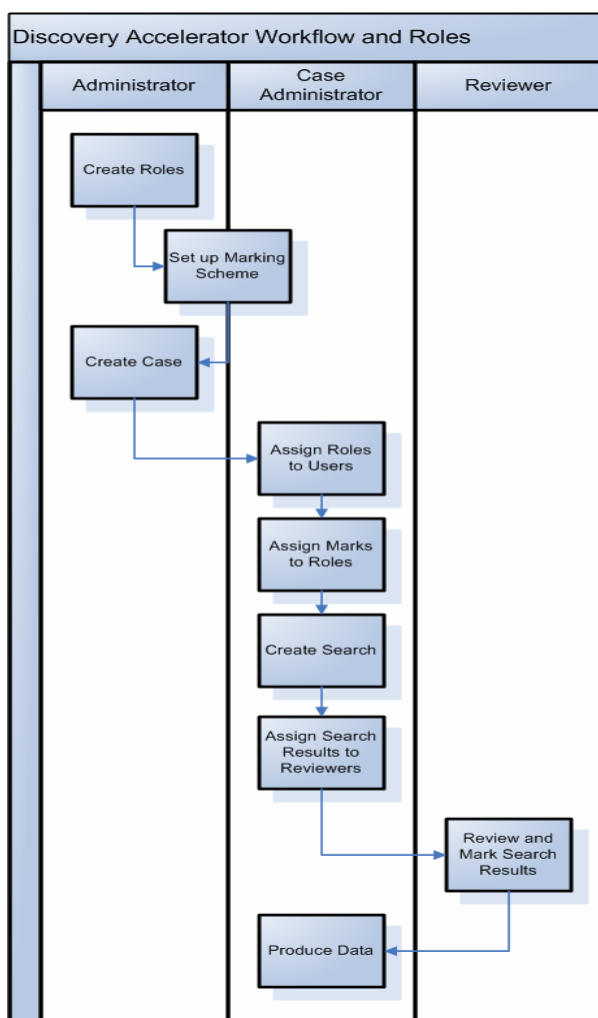 Discovery Accelerator Workflow and Roles
Administrator
Case
Administrator
Reviewer
Create Roles
Set up Marking
Scheme
Create Case
Assign Roles
to Users
Assign Marks
to Roles
Create Search
Assign Search
Results to
Reviewers
Review and
Mark Search
Results
Produce Data